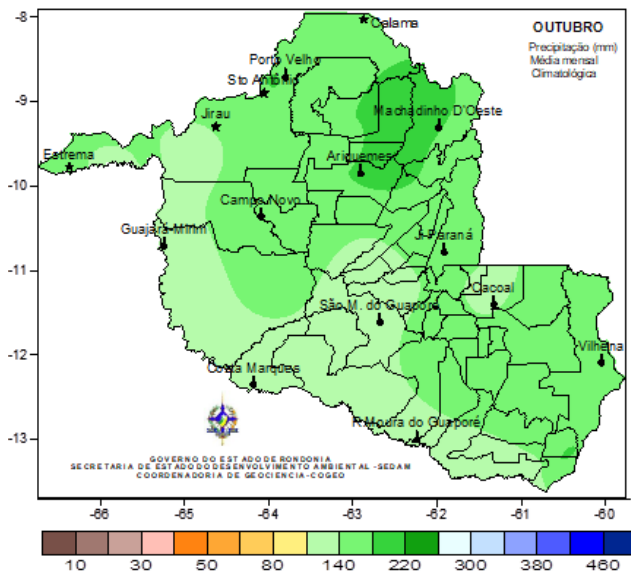 -8
-9
-10
-11
-12
-13
OUTUBRO
Precipitação (mm)
Média mensal
Climatológica
Calama
Porto Velho
Sto Antônio
Machadinho D'Oeste
Jirau
Estrema
Ariquemes
Campo Novo
Guajará-Mirim
Ji-Paraná
Cacoal
São M. do Guaporé
Vilhena
Costa Marques
R.Moura do Guaporé
GOVERNO DO ESTADO DE RONDONIA
SECRETARIA DE ESTADO DO DESENVOLVIMENTO AMBIENTAL -SEDAM
COORDENADORIA DE GEOCIENCIA-COGEO
-66 -65 -64 -63 -62 -61 -60
10 30 50 80 140 220 300 380 460